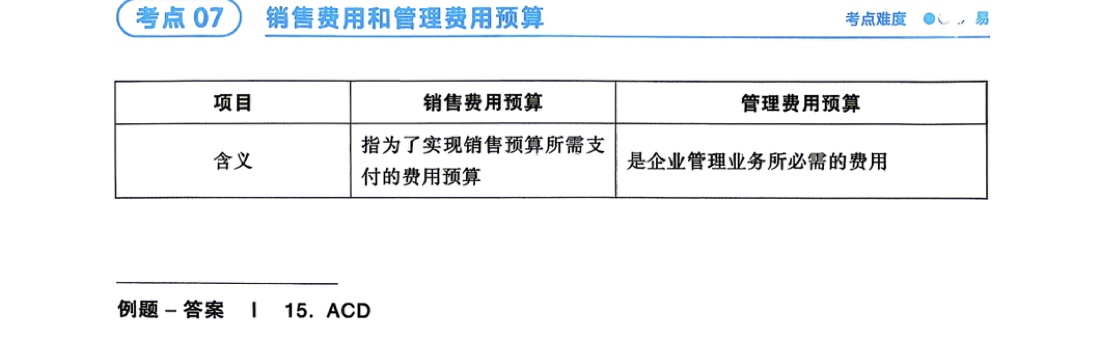 考点 07 销售费用和管理费用预算 考点难度 易
项目 销售费用预算 管理费用预算
含义 指为了实现销售预算所需支付的费用预算 是企业管理业务所必需的费用
例题 – 答案 | 15. ACD